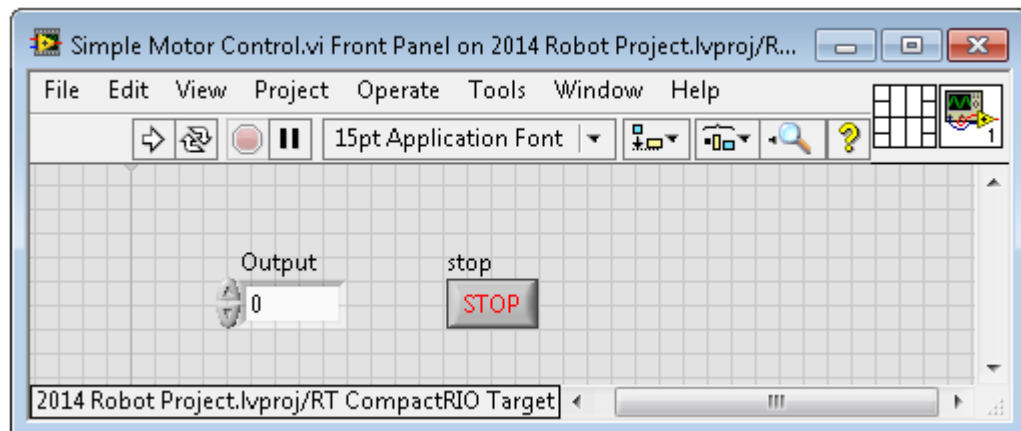 Simple Motor Control.vi Front Panel on 2014 Robot Project.lvproj/R...
File Edit View Project Operate Tools Window Help
15pt Application Font
?
1
Output stop
0 STOP
2014 Robot Project.lvproj/RT CompactRIO Target